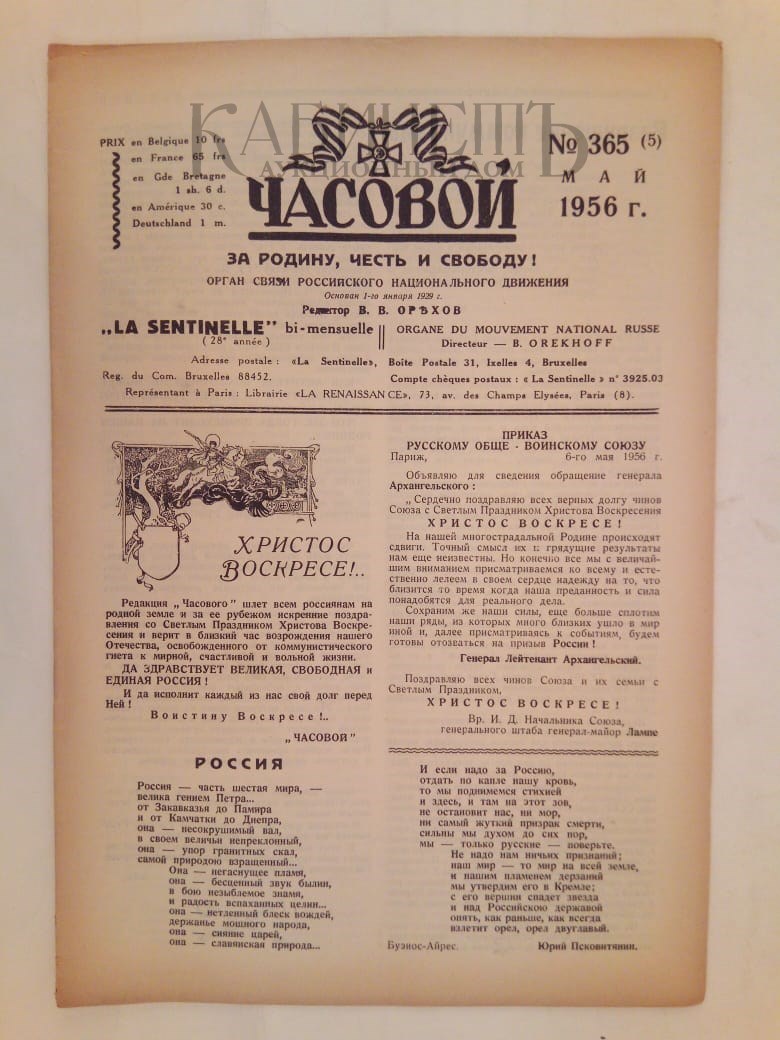 КАБИНЕТЪ
АУКЦИОННЫЙ ДОМ
PRIX en Belgique 10 frs
en France 65 frs
en Gde Bretagne
1 sh. 6 d.
en Amérique 30 c.
Deutschland 1 m.
ЧАСОВОЙ
№ 365 (5)
МАЙ
1956 г.
ЗА РОДИНУ, ЧЕСТЬ И СВОБОДУ!
ОРГАН СВЯЗИ РОССИЙСКОГО НАЦИОНАЛЬНОГО ДВИЖЕНИЯ
Основан 1-го января 1929 г.
Редактор В. В. ОРѢХОВ
„LA SENTINELLE" bi-mensuelle
(28e année)
ORGANE DU MOUVEMENT NATIONAL RUSSE
Directeur — B. OREKHOFF
Adresse postale: «La Sentinelle», Boîte Postale 31, Ixelles 4, Bruxelles
Reg. du Com. Bruxelles 88452. Compte chèques postaux: « La Sentinelle » n° 3925.03
Représentant à Paris: Librairie «LA RENAISSANCE», 73, av. des Champs Elysées, Paris (8).
ХРИСТОС
ВОСКРЕСЕ!..
Редакция „Часового" шлет всем россиянам на
родной земле и за ее рубежом искренние поздра-
вления со Светлым Праздником Христова Воскре-
сения и верит в близкий час возрождения нашего
Отечества, освобожденного от коммунистического
гнета к мирной, счастливой и вольной жизни.
ДА ЗДРАВСТВУЕТ ВЕЛИКАЯ, СВОБОДНАЯ и
ЕДИНАЯ РОССИЯ!
И да исполнит каждый из нас свой долг перед
Ней!
Воистину Воскресе!..
„ЧАСОВОЙ"
РОССИЯ
Россия — часть шестая мира, —
велика гением Петра...
от Закавказья до Памира
и от Камчатки до Днепра,
она — несокрушимый вал,
в своем величьи непреклонный,
она — упор гранитных скал,
самой природою взращенный...
Она — негаснущее пламя,
она — бесценный звук былин,
в бою незыблемое знамя,
и радость вспаханных целин...
она — нетленный блеск вождей,
держанье мощного народа,
она — сияние царей,
она — славянская природа...
ПРИКАЗ
РУССКОМУ ОБЩЕ - ВОИНСКОМУ СОЮЗУ
Париж, 6-го мая 1956 г.
Объявляю для сведения обращение генерала
Архангельского:
„Сердечно поздравляю всех верных долгу чинов
Союза с Светлым Праздником Христова Воскресения
ХРИСТОС ВОСКРЕСЕ!
На нашей многострадальной Родине происходят
сдвиги. Точный смысл их и грядущие результаты
нам еще неизвестны. Но конечно все мы с величай-
шим вниманием присматриваемся ко всему и есте-
ственно лелеем в своем сердце надежду на то, что
близится то время когда наша преданность и сила
понадобятся для реального дела.
Сохраним же наши силы, еще больше сплотим
наши ряды, из которых много близких ушло в мир
иной и, далее присматриваясь к событиям, будем
готовы отозваться на призыв России!
Генерал Лейтенант Архангельский.
Поздравляю всех чинов Союза и их семьи с
Светлым Праздником,
ХРИСТОС ВОСКРЕСЕ!
Вр. И. Д. Начальника Союза,
генерального штаба генерал-майор Лампе
И если надо за Россию,
отдать по капле нашу кровь,
то мы поднимемся стихией
и здесь, и там на этот зов,
не остановит нас, ни мор,
ни самый жуткий призрак смерти,
сильны мы духом до сих пор,
мы — только русские — поверьте.
Не надо нам ничьих признаний;
наш мир — то мир на всей земле,
и нашим пламенем дерзаний
мы утвердим его в Кремле;
с его вершин спадет звезда
и над Российскою державой
опять, как раньше, как всегда
взлетит орел, орел двуглавый.
Буэнос-Айрес. Юрий Псковитянин.